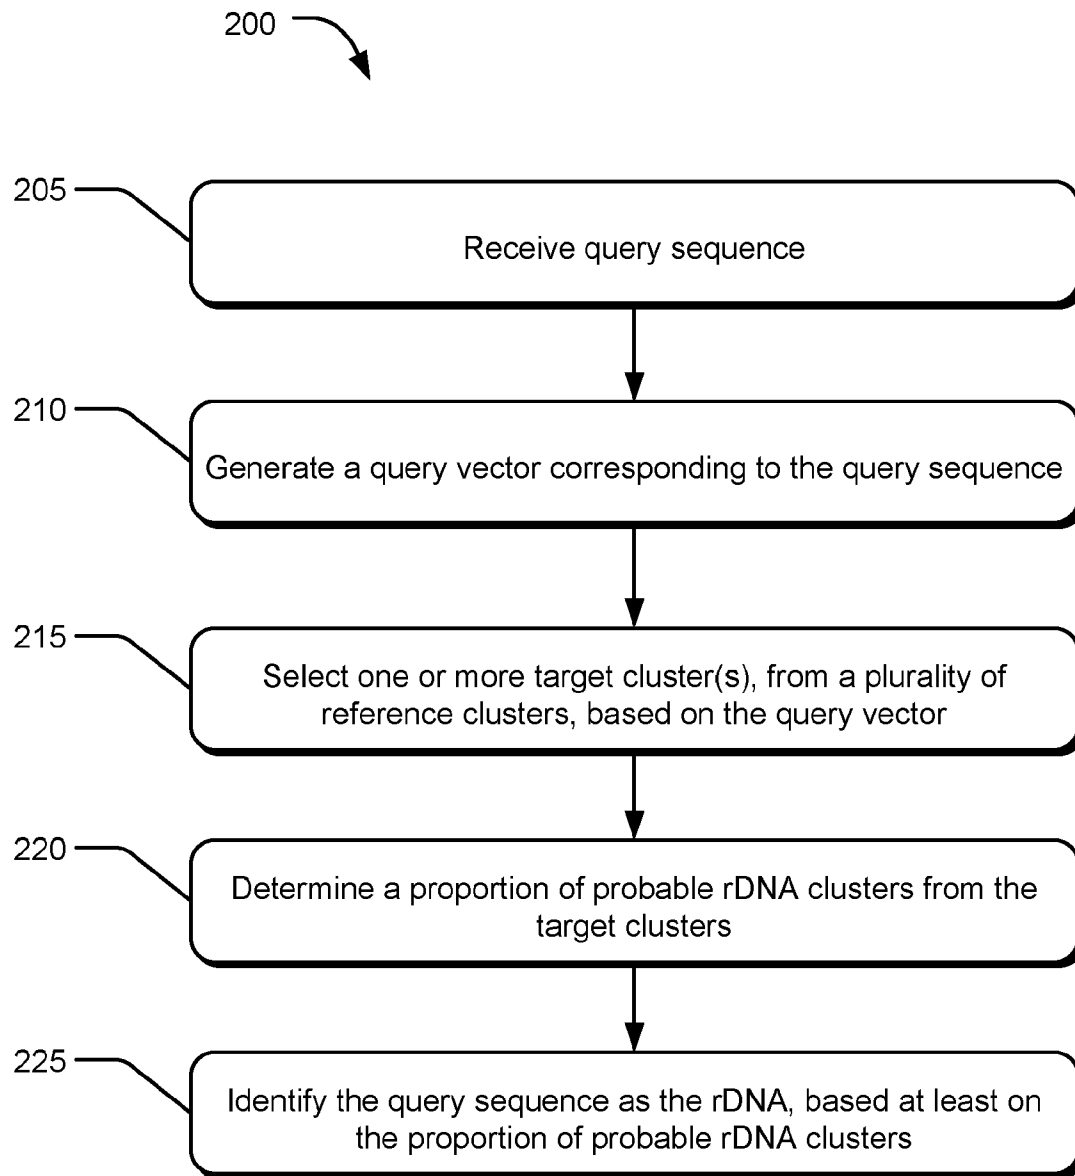 200
205
Receive query sequence
210
Generate a query vector corresponding to the query sequence
215
Select one or more target cluster(s), from a plurality of
reference clusters, based on the query vector
220
Determine a proportion of probable rDNA clusters from the
target clusters
225
Identify the query sequence as the rDNA, based at least on
the proportion of probable rDNA clusters